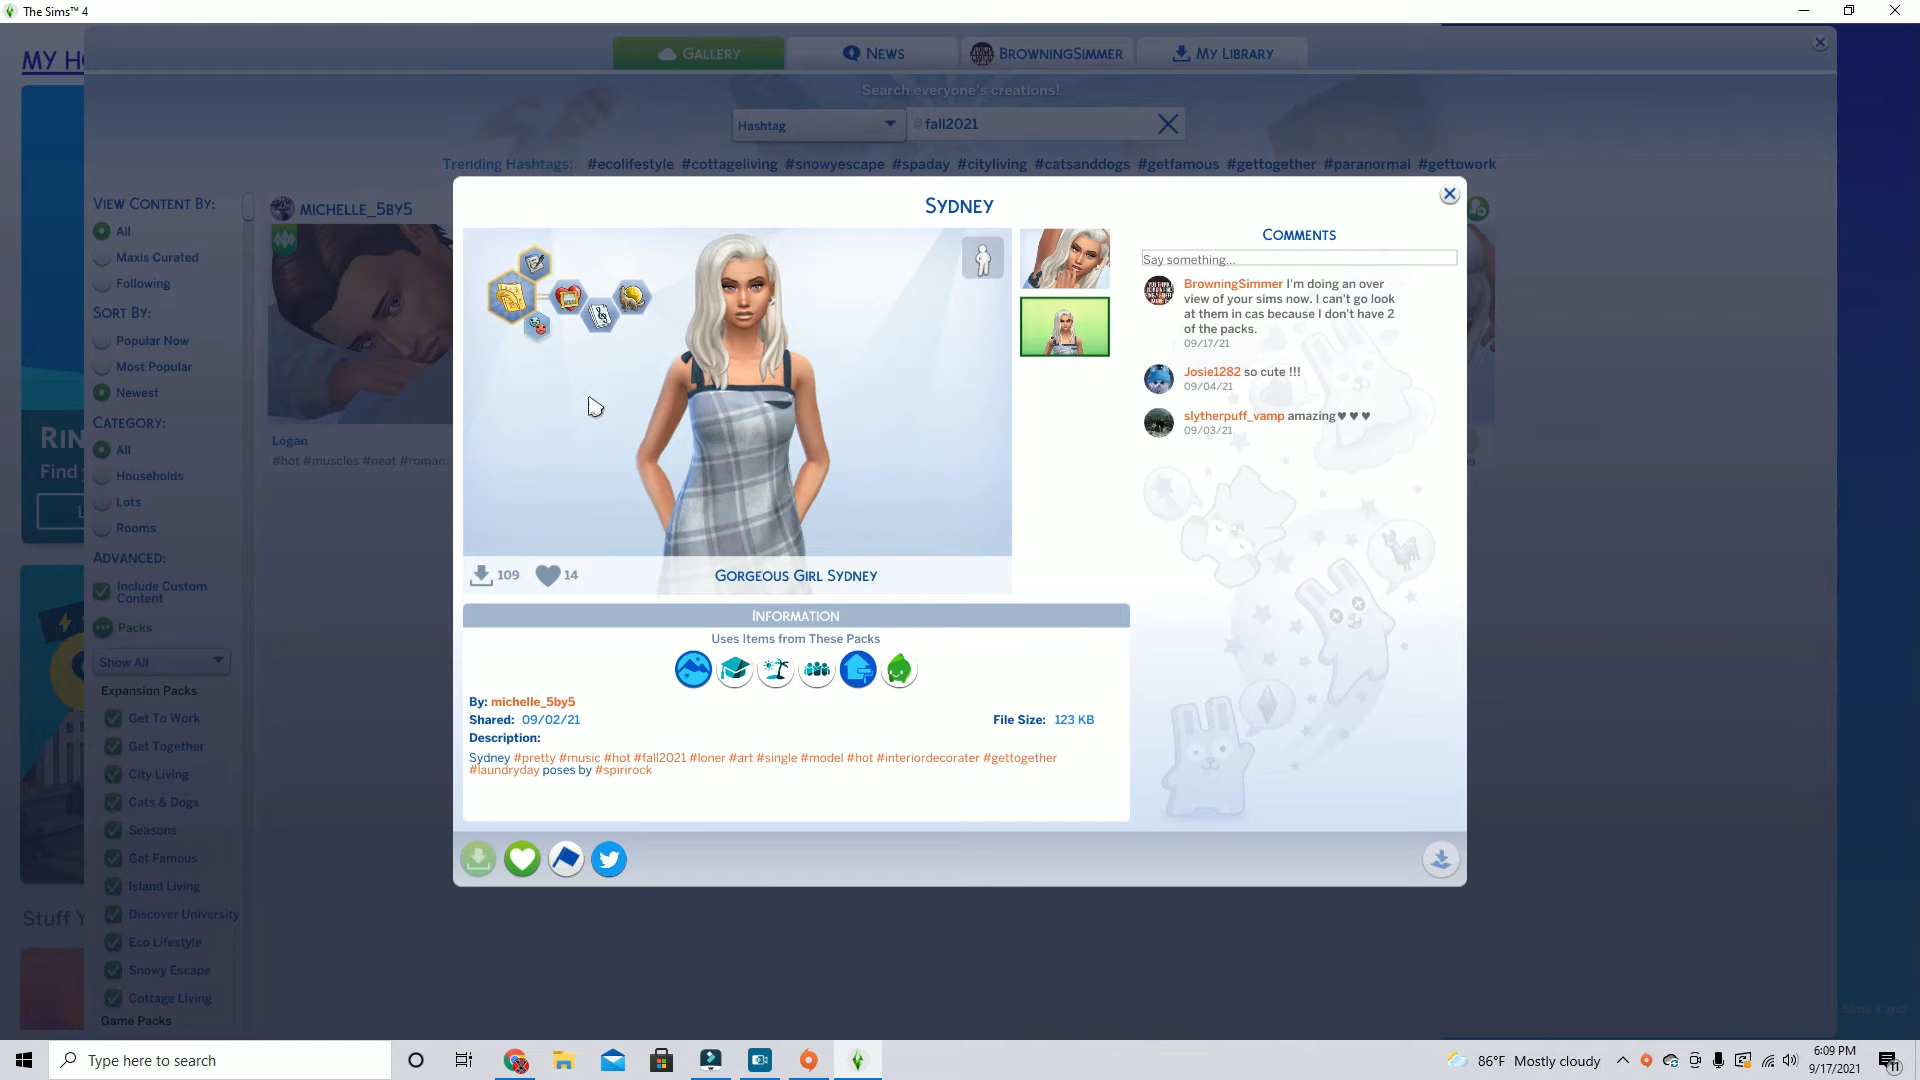 The Sims™ 4
MY H
GALLERY
NEWS
BROWNINGSIMMER
MY LIBRARY
Search everyone's creations!
Hashtag
# fall2021
Trending Hashtags: #ecolifestyle #cottageliving #snowyescape #spaday #cityliving #catsanddogs #getfamous #gettogether #paranormal #gettowork
VIEW CONTENT BY:
All
Maxis Curated
Following
SORT BY:
Popular Now
Most Popular
Newest
CATEGORY:
All
Households
Lots
Rooms
ADVANCED:
Include Custom
Content
Packs
Show All
Expansion Packs
Get To Work
Get Together
City Living
Cats & Dogs
Seasons
Get Famous
Island Living
Discover University
Eco Lifestyle
Snowy Escape
Cottage Living
Game Packs
RIN
Find
L
Stuff Y
MICHELLE_5BY5
Logan
#hot #muscles #neat #roman
SYDNEY
109
14
GORGEOUS GIRL SYDNEY
INFORMATION
Uses Items from These Packs
By: michelle_5by5
Shared: 09/02/21
File Size: 123 KB
Description:
Sydney #pretty #music #hot #fall2021 #loner #art #single #model #hot #interiordecorater #gettogether
#laundryday poses by #spirirock
COMMENTS
Say something...
BrowningSimmer I'm doing an over
view of your sims now. I can't go look
at them in cas because I don't have 2
of the packs.
09/17/21
Josie1282 so cute !!!
09/04/21
slytherpuff_vamp amazing♥♥♥
09/03/21
Type here to search
86°F Mostly cloudy
6:09 PM
9/17/2021
11